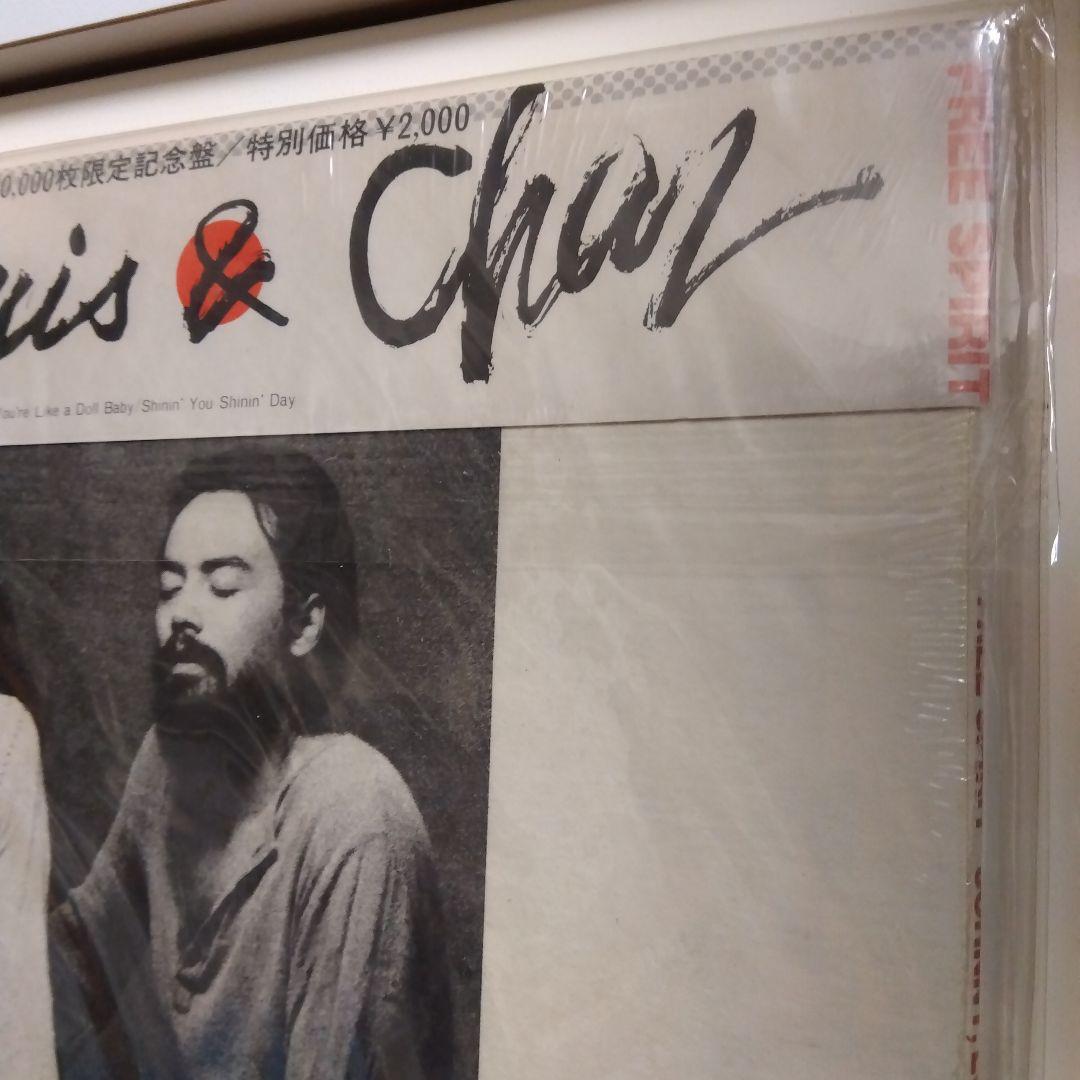 0,000枚限定記念盤／特別価格￥2,000
uis & Char
You're Like a Doll Baby/Shinin' You Shinin' Day
FREE SPIRIT